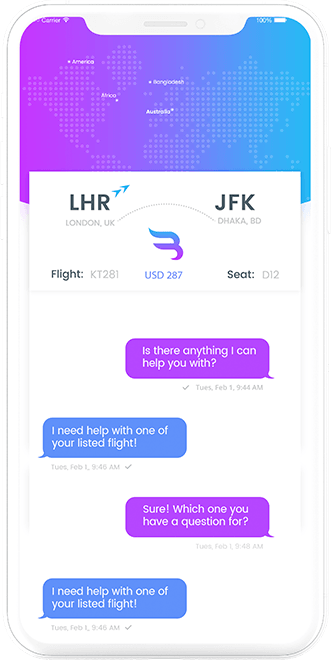 Carrier
100%
America
Bangladesh
Africa
Australia
LHR
JFK
LONDON, UK
DHAKA, BD
Flight: KT281
USD 287
Seat: D12
Is there anything I can
help you with?
Tues, Feb 1, 9:44 AM
I need help with one of
your listed flight!
Tues, Feb 1, 9:46 AM
Sure! Which one you
have a question for?
Tues, Feb 1, 9:48 AM
I need help with one of
your listed flight!
Tues, Feb 1, 9:46 AM